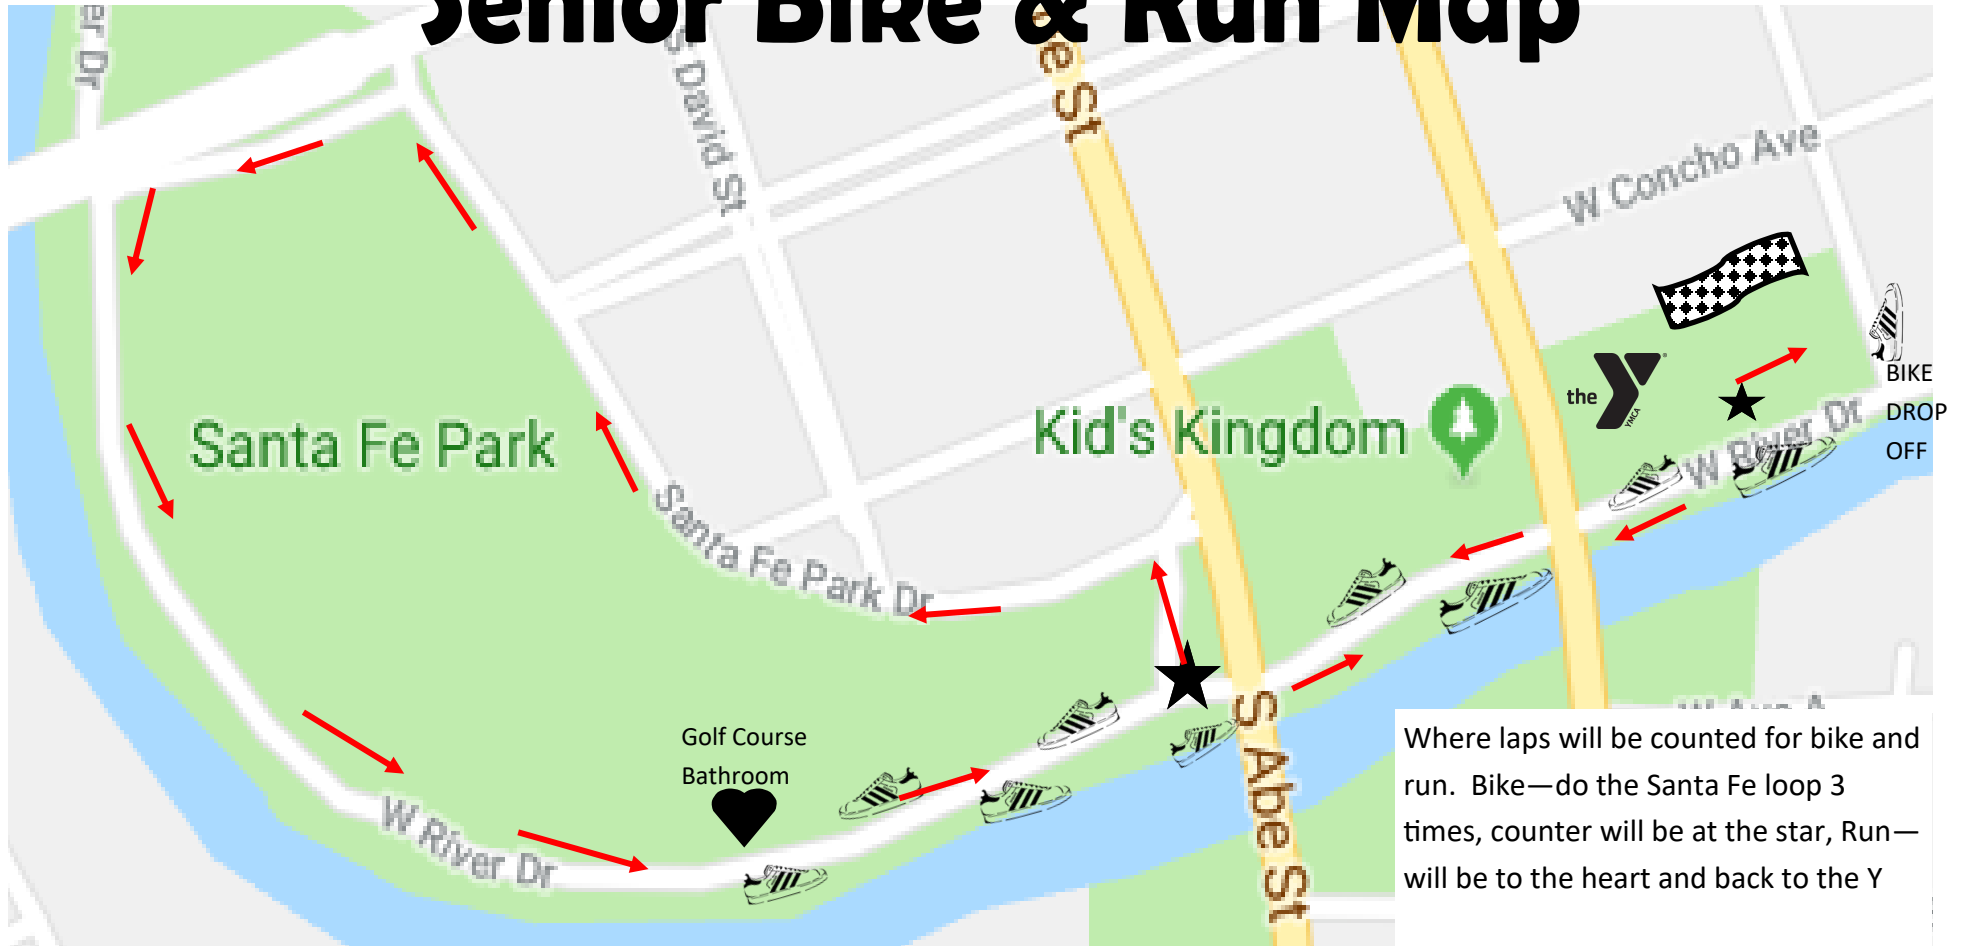 Senior Bike & Run Map
er Dr
S David St
e St
W Concho Ave
Santa Fe Park
Kid's Kingdom
the
YMCA
BIKE
DROP
OFF
W River Dr
Santa Fe Park Dr
Golf Course
Bathroom
S Abe St
W River Dr
W Ave A
Where laps will be counted for bike and
run. Bike—do the Santa Fe loop 3
times, counter will be at the star, Run—
will be to the heart and back to the Y